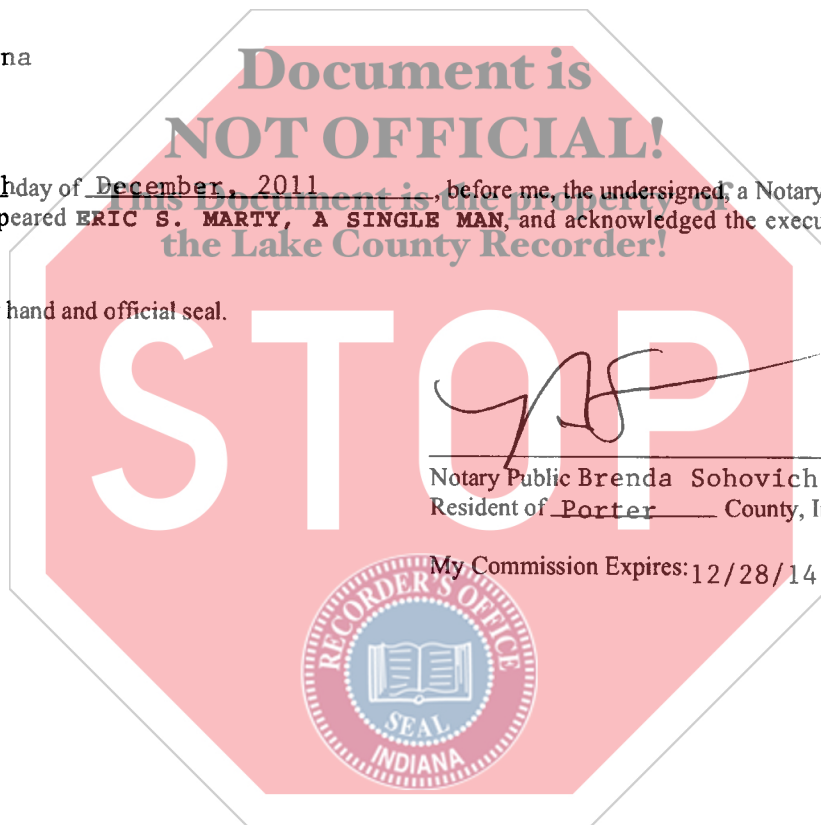 na
Document is
NOT OFFICIAL!
hday of December, 2011, before me, the undersigned, a Notary
This Document is the property of
peared ERIC S. MARTY, A SINGLE MAN, and acknowledged the execu
the Lake County Recorder!
hand and official seal.
STOP
Notary Public Brenda Sohovich
Resident of Porter County, I
My Commission Expires: 12/28/14
RECORDER'S OFFICE
SEAL
INDIANA